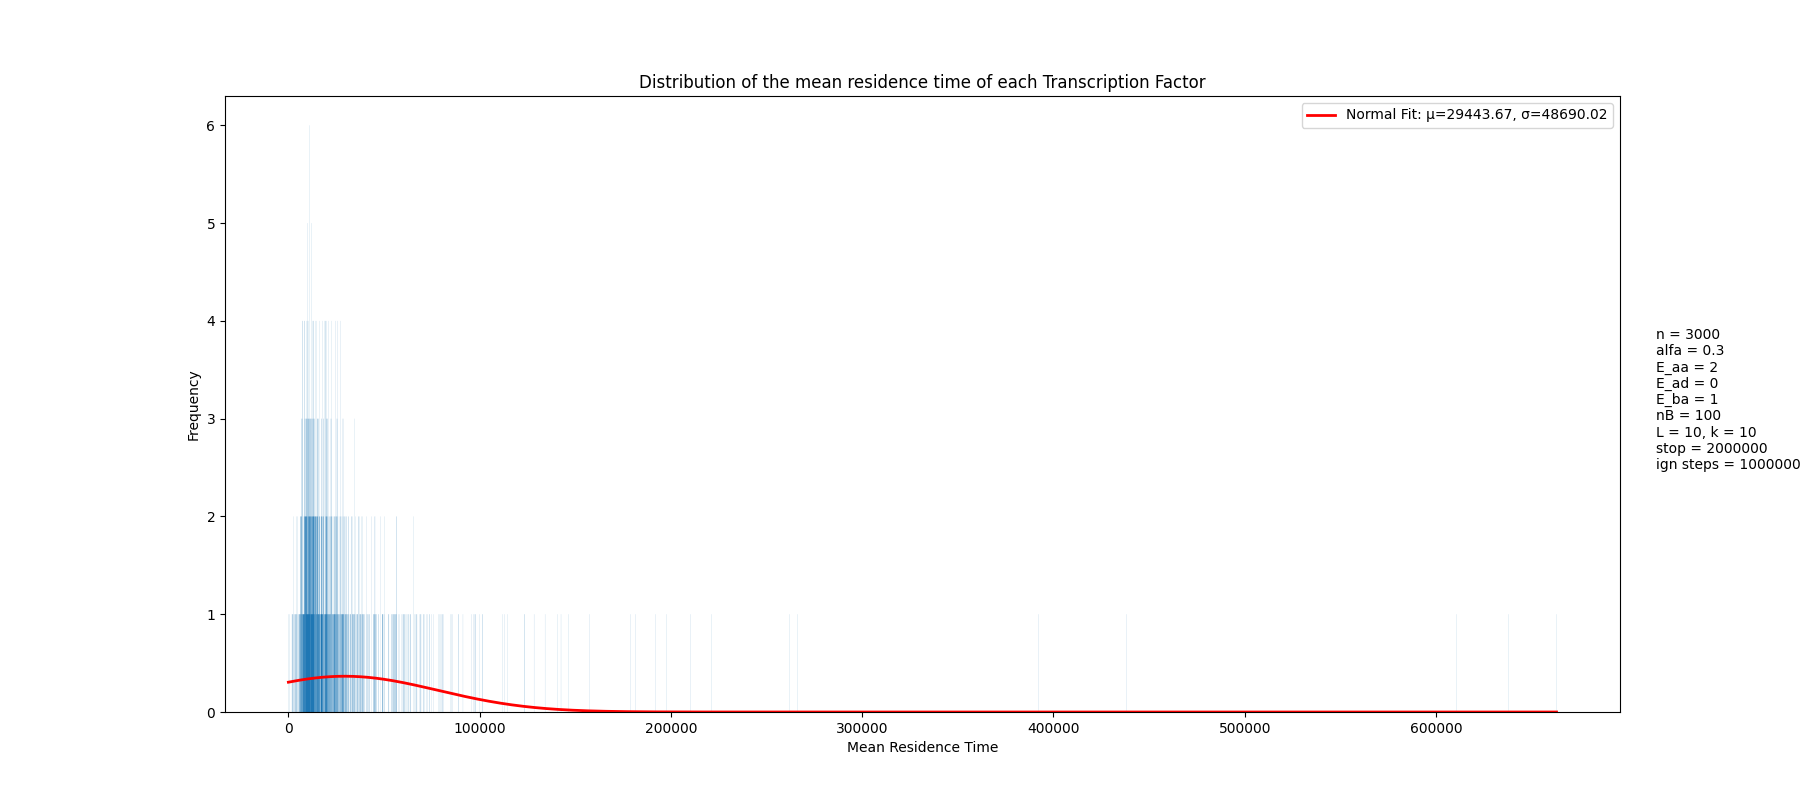 Distribution of the mean residence time of each Transcription Factor
Normal Fit: μ=29443.67, σ=48690.02
6
5
4
3
2
1
0
Frequency
0 100000 200000 300000 400000 500000 600000
Mean Residence Time
n = 3000
alfa = 0.3
E_aa = 2
E_ad = 0
E_ba = 1
nB = 100
L = 10, k = 10
stop = 2000000
ign steps = 1000000